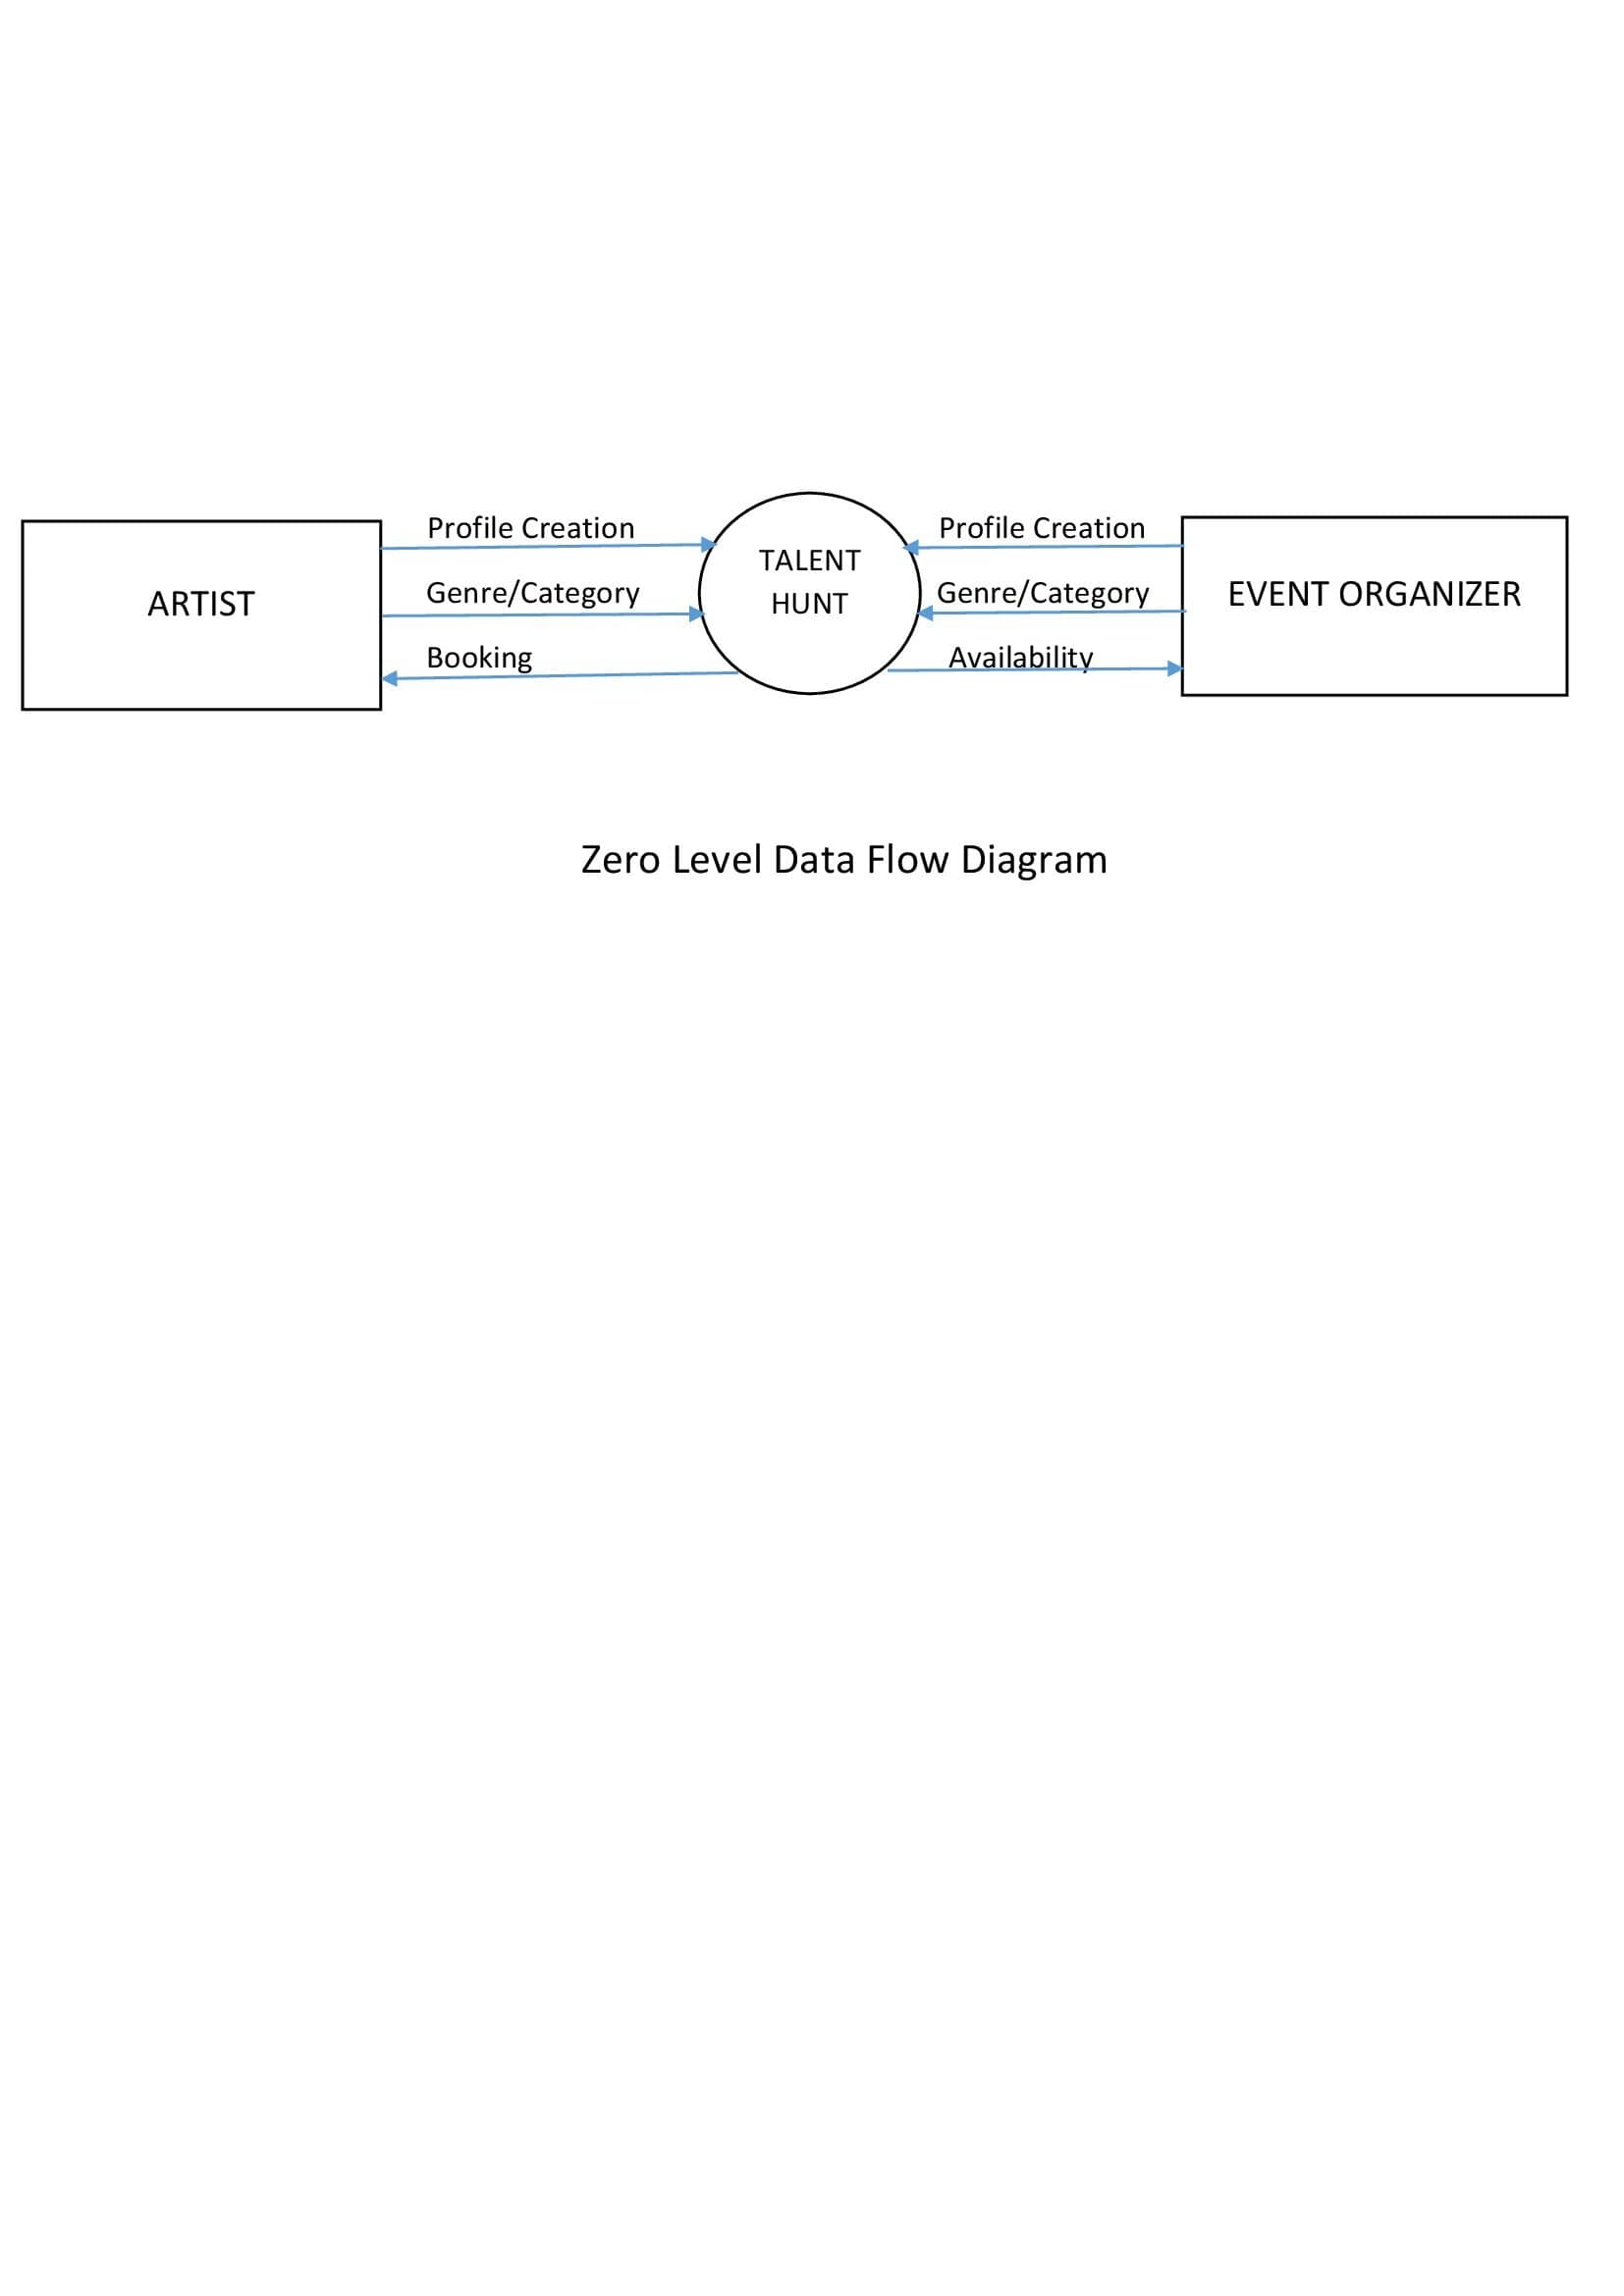 Profile Creation
Profile Creation
TALENT
HUNT
ARTIST
Genre/Category
Genre/Category
EVENT ORGANIZER
Booking
Availability
Zero Level Data Flow Diagram